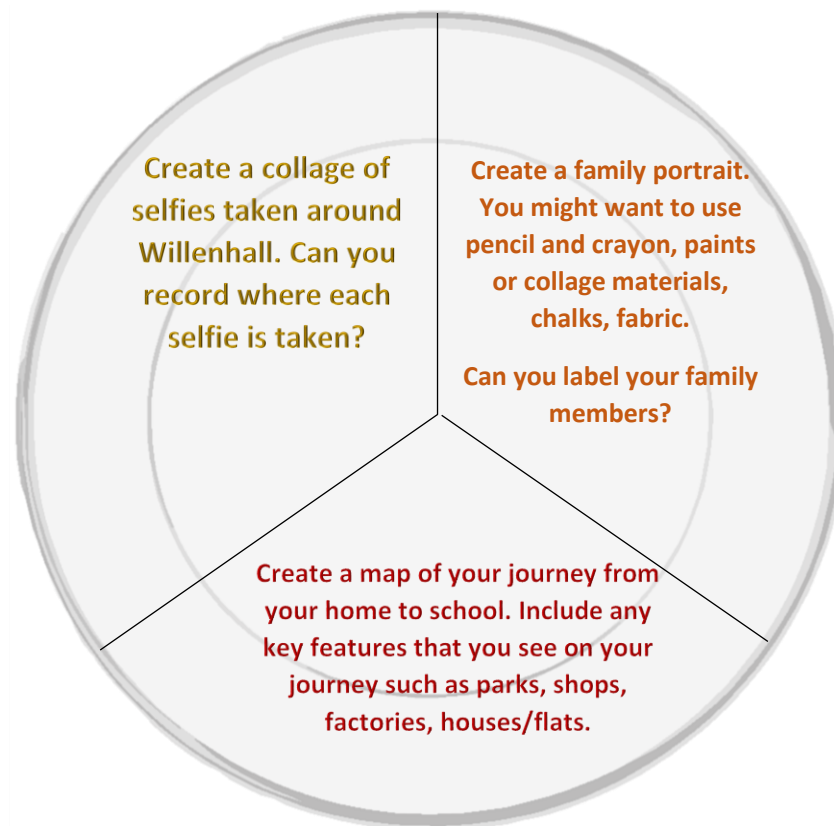 Create a collage of
selfies taken around
Willenhall. Can you
record where each
selfie is taken?
Create a family portrait.
You might want to use
pencil and crayon, paints
or collage materials,
chalks, fabric.
Can you label your family
members?
Create a map of your journey from
your home to school. Include any
key features that you see on your
journey such as parks, shops,
factories, houses/flats.